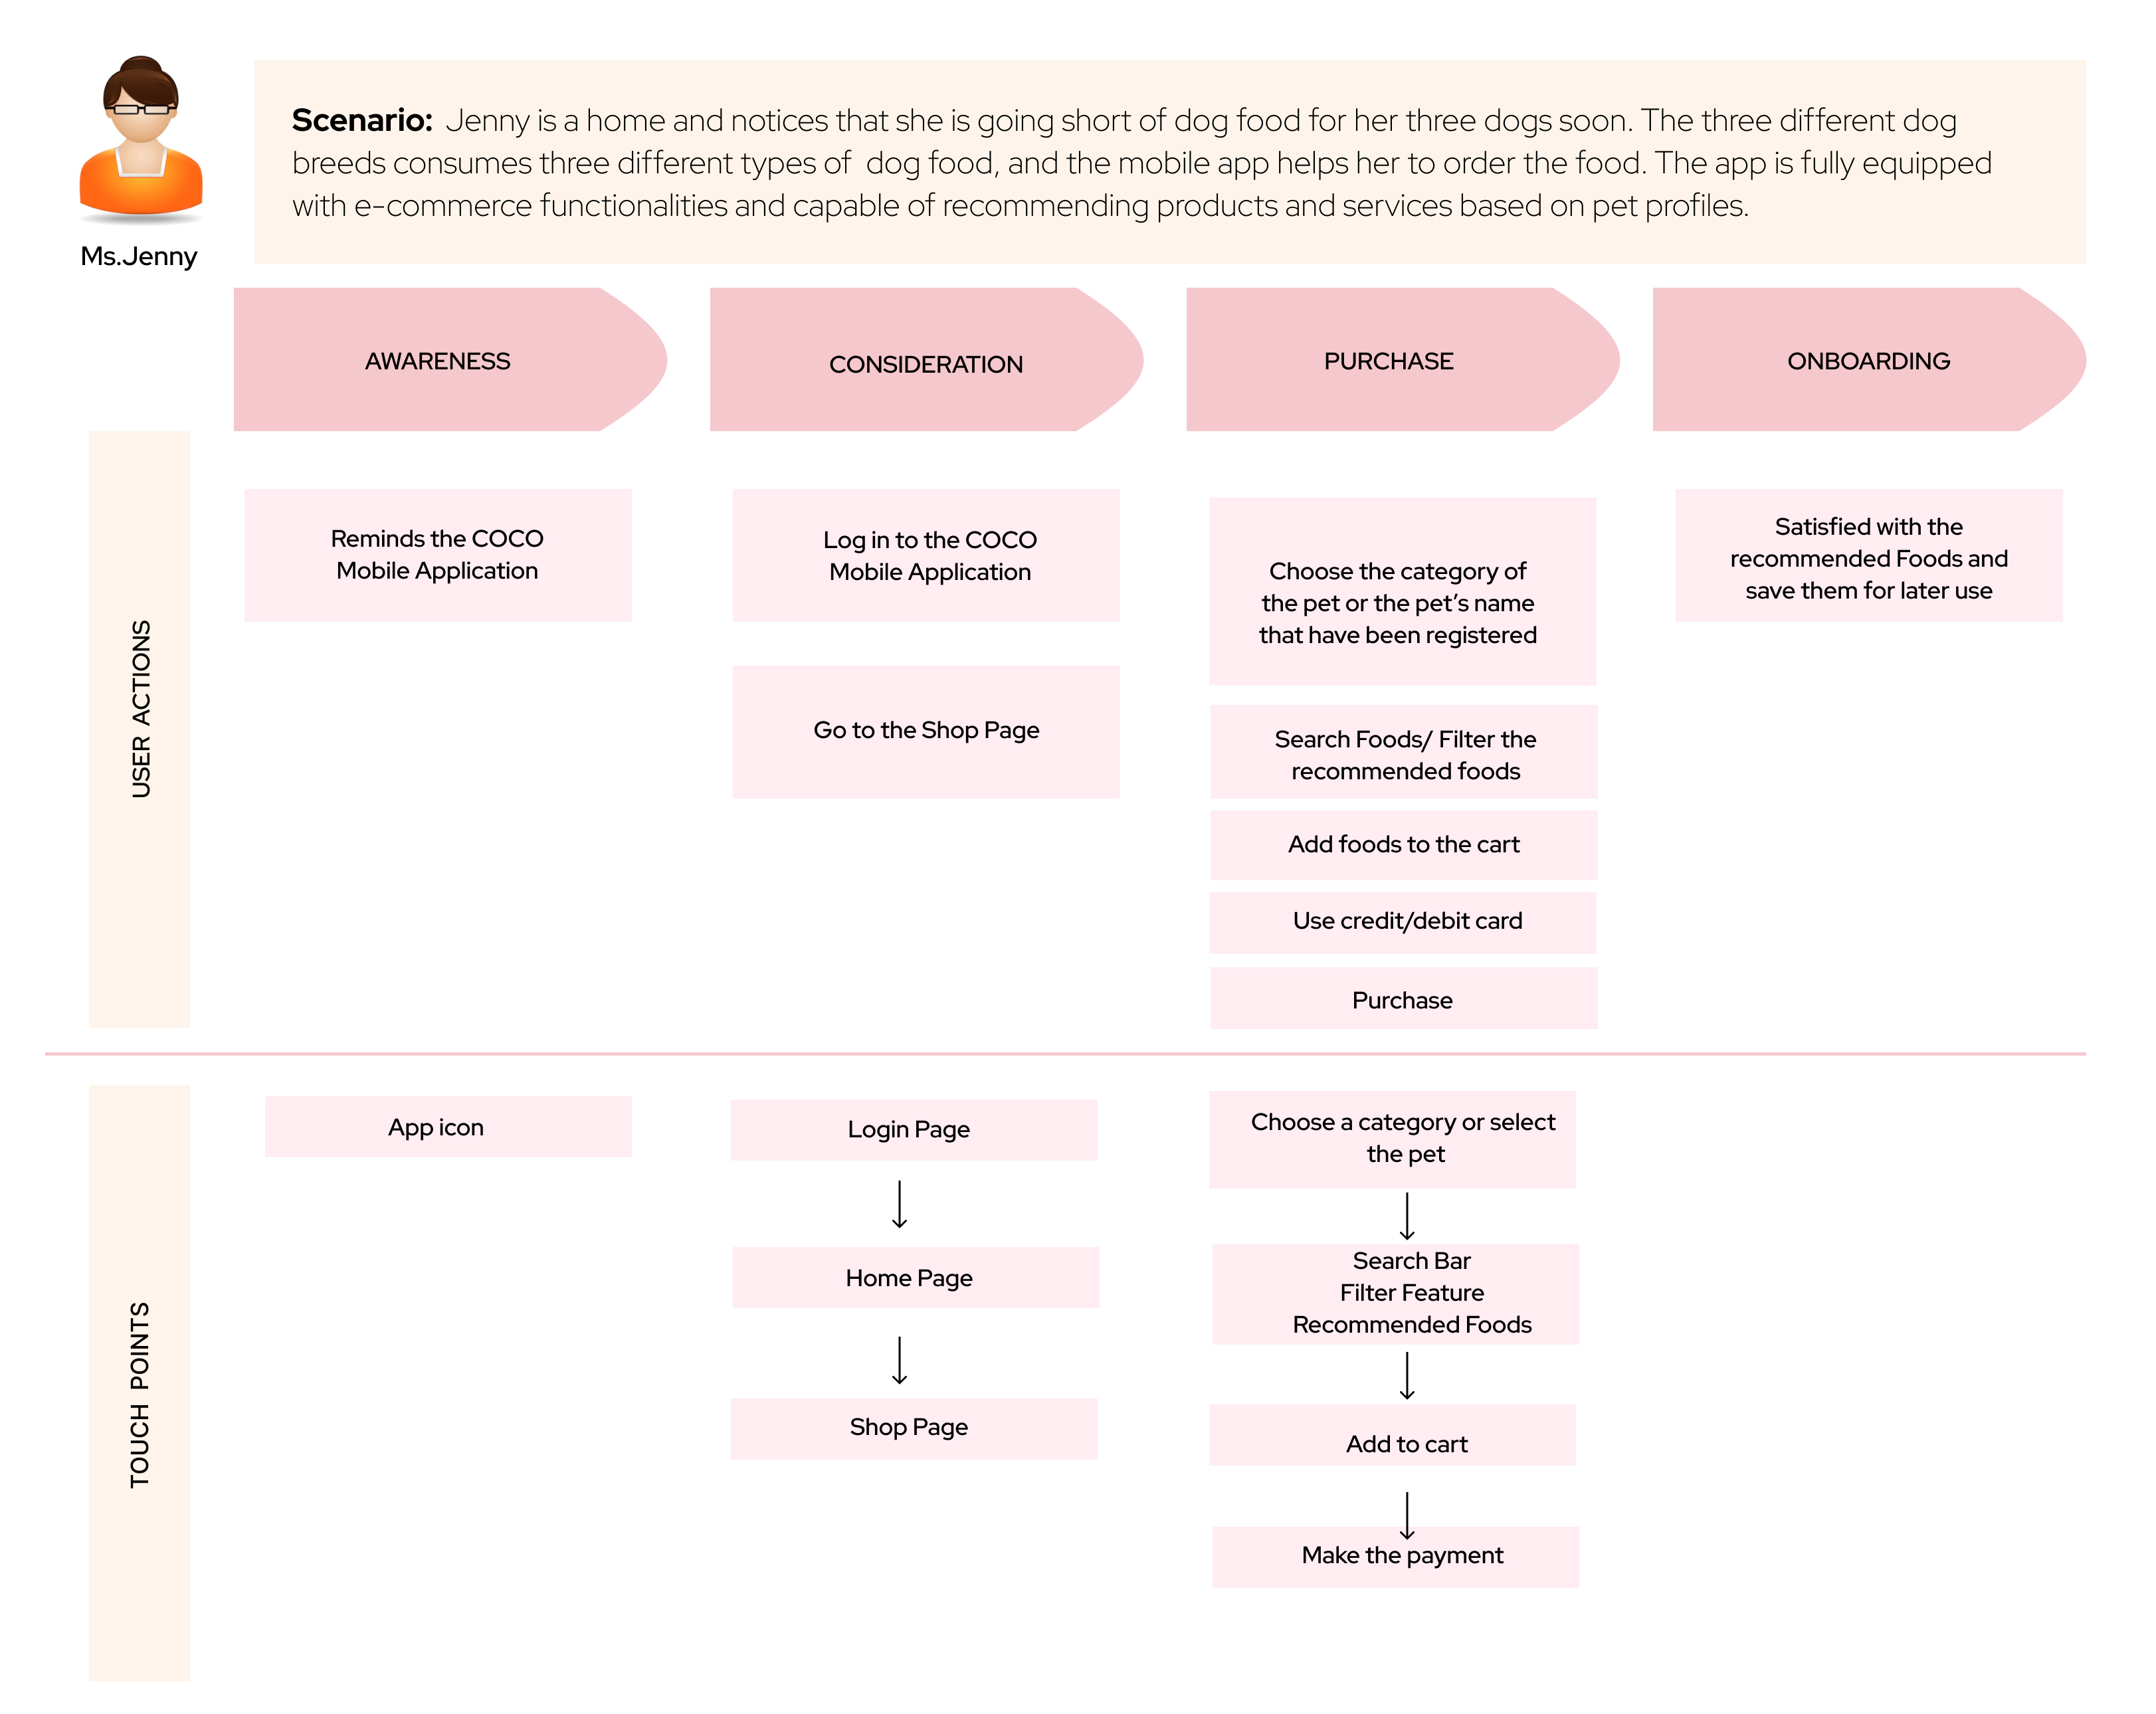 Scenario: Jenny is a home and notices that she is going short of dog food for her three dogs soon. The three different dog
breeds consumes three different types of dog food, and the mobile app helps her to order the food. The app is fully equipped
with e-commerce functionalities and capable of recommending products and services based on pet profiles.
Ms.Jenny
AWARENESS
CONSIDERATION
PURCHASE
ONBOARDING
USER ACTIONS
Reminds the COCO
Mobile Application
Log in to the COCO
Mobile Application
Go to the Shop Page
Choose the category of
the pet or the pet’s name
that have been registered
Search Foods/ Filter the
recommended foods
Add foods to the cart
Use credit/debit card
Purchase
Satisfied with the
recommended Foods and
save them for later use
TOUCH POINTS
App icon
Login Page
Home Page
Shop Page
Choose a category or select
the pet
Search Bar
Filter Feature
Recommended Foods
Add to cart
Make the payment